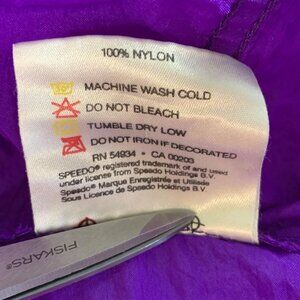 100% NYLON
MACHINE WASH COLD
DO NOT BLEACH
TUMBLE DRY LOW
DO NOT IRON IF DECORATED
RN 54934 • CA 00203
SPEEDO® registered trademark of and used
under license from Speedo Holdings B.V
Speedo® Marque Enregistrée et Utilisée
Sous Licence de Speedo Holdings B.V.
FISKARS®